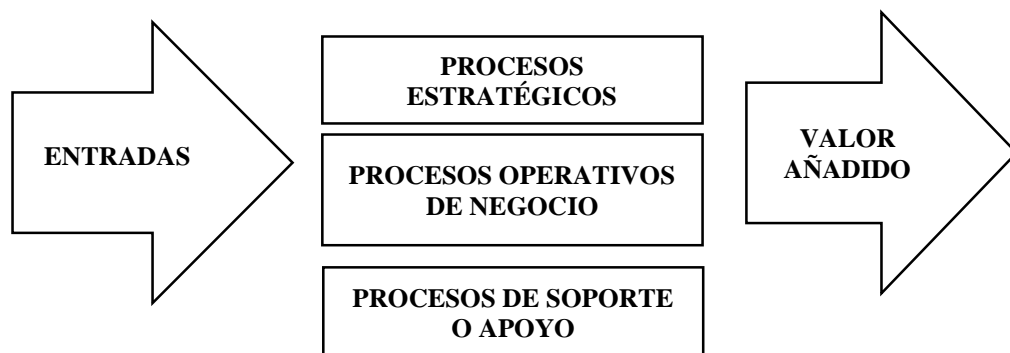 ENTRADAS
PROCESOS
ESTRATÉGICOS
PROCESOS OPERATIVOS
DE NEGOCIO
PROCESOS DE SOPORTE
O APOYO
VALOR
AÑADIDO